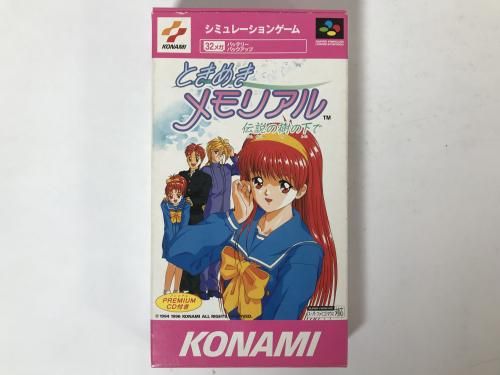 KONAMI
シミュレーションゲーム
32メガ
バッテリー
バックアップ
ときめき
メモリアル
TM
伝説の樹の下で
PREMIUM
CD付き
© 1994 1996 KONAMI ALL RIGHTS RESERVED.
KONAMI